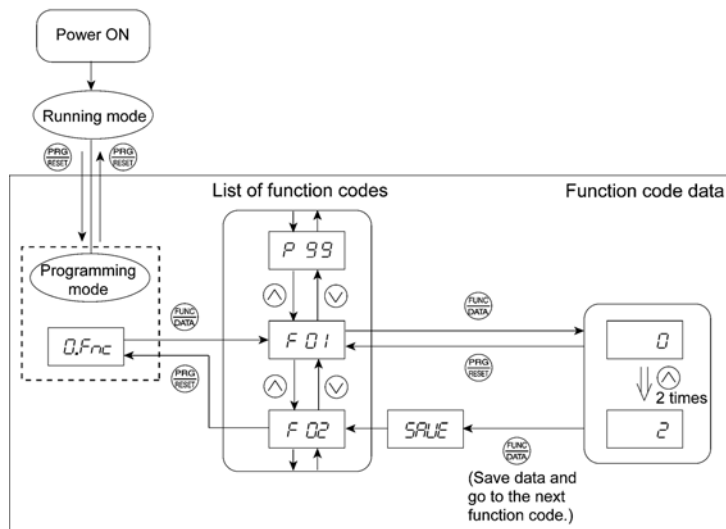 Power ON
Running mode
PRG
RESET
PRG
RESET
List of function codes
Function code data
P 99
Programming
mode
FUNC
DATA
FUNC
DATA
0.Fnc
F 01
0
PRG
RESET
PRG
RESET
2 times
F 02
SAVE
2
FUNC
DATA
(Save data and
go to the next
function code.)